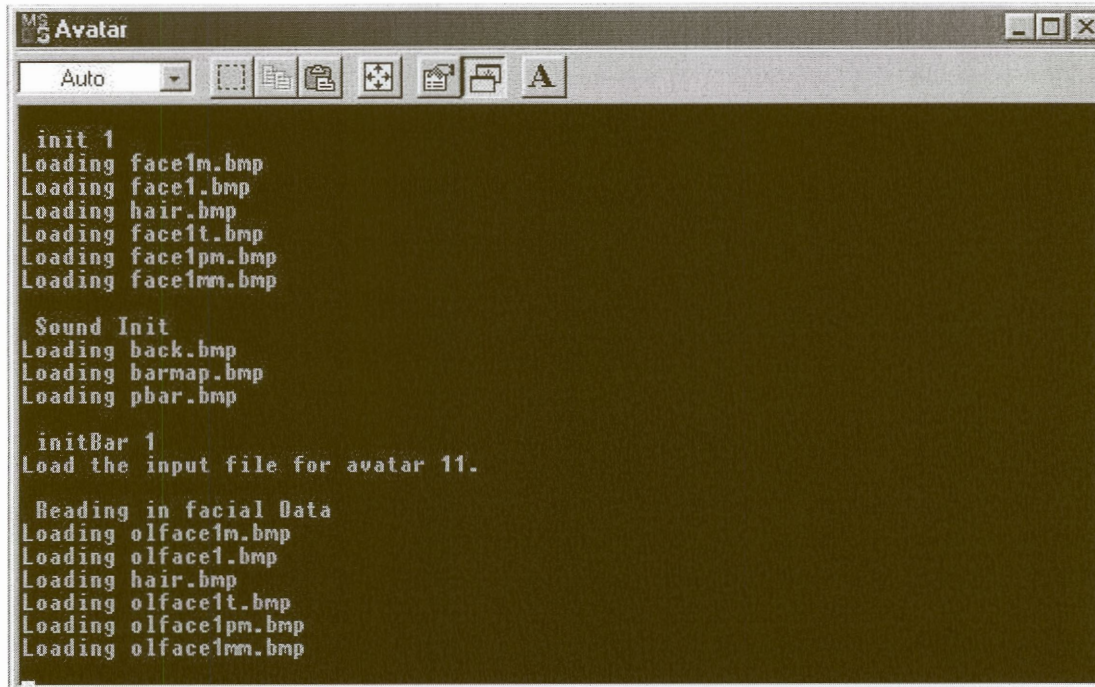 MS DOS Avatar
Auto A
init 1
Loading face1m.bmp
Loading face1.bmp
Loading hair.bmp
Loading face1t.bmp
Loading face1pm.bmp
Loading face1mm.bmp
Sound Init
Loading back.bmp
Loading barmap.bmp
Loading pbar.bmp
initBar 1
Load the input file for avatar 11.
Reading in facial Data
Loading olface1m.bmp
Loading olface1.bmp
Loading hair.bmp
Loading olface1t.bmp
Loading olface1pm.bmp
Loading olface1mm.bmp